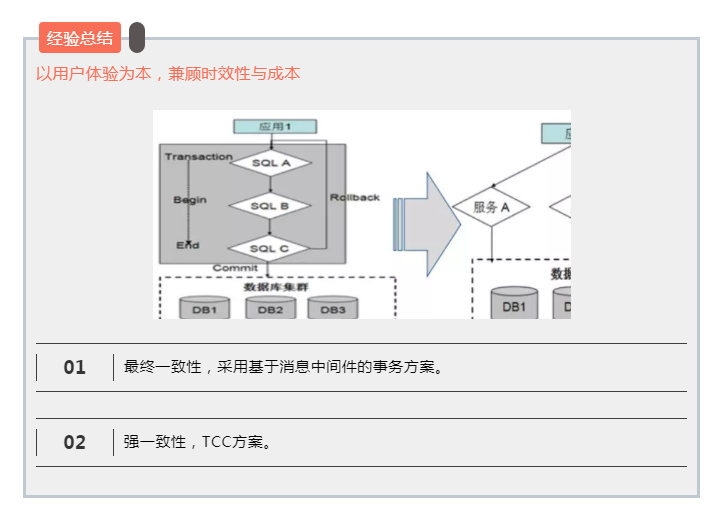 经验总结
以用户体验为本，兼顾时效性与成本
应用1
Transaction
SQL A
Begin
SQL B
Rollback
服务 A
End
SQL C
Commit
数据库集群
DB1
DB2
DB3
数据
DB1
01
最终一致性，采用基于消息中间件的事务方案。
02
强一致性，TCC方案。